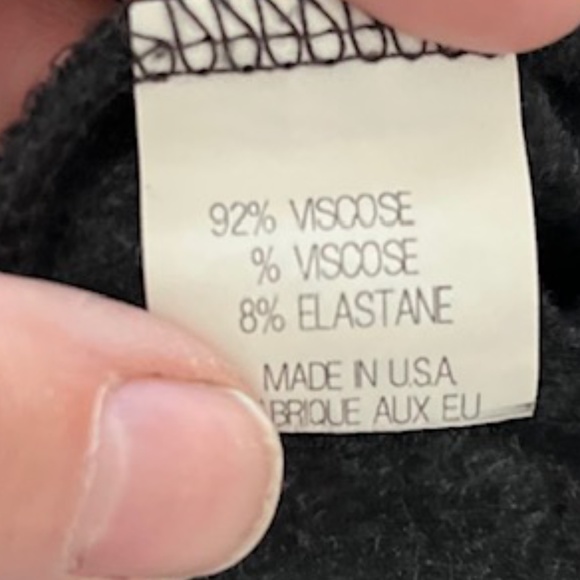 92% VISCOSE
% VISCOSE
8% ELASTANE
MADE IN U.S.A.
ABRIQUE AUX EU